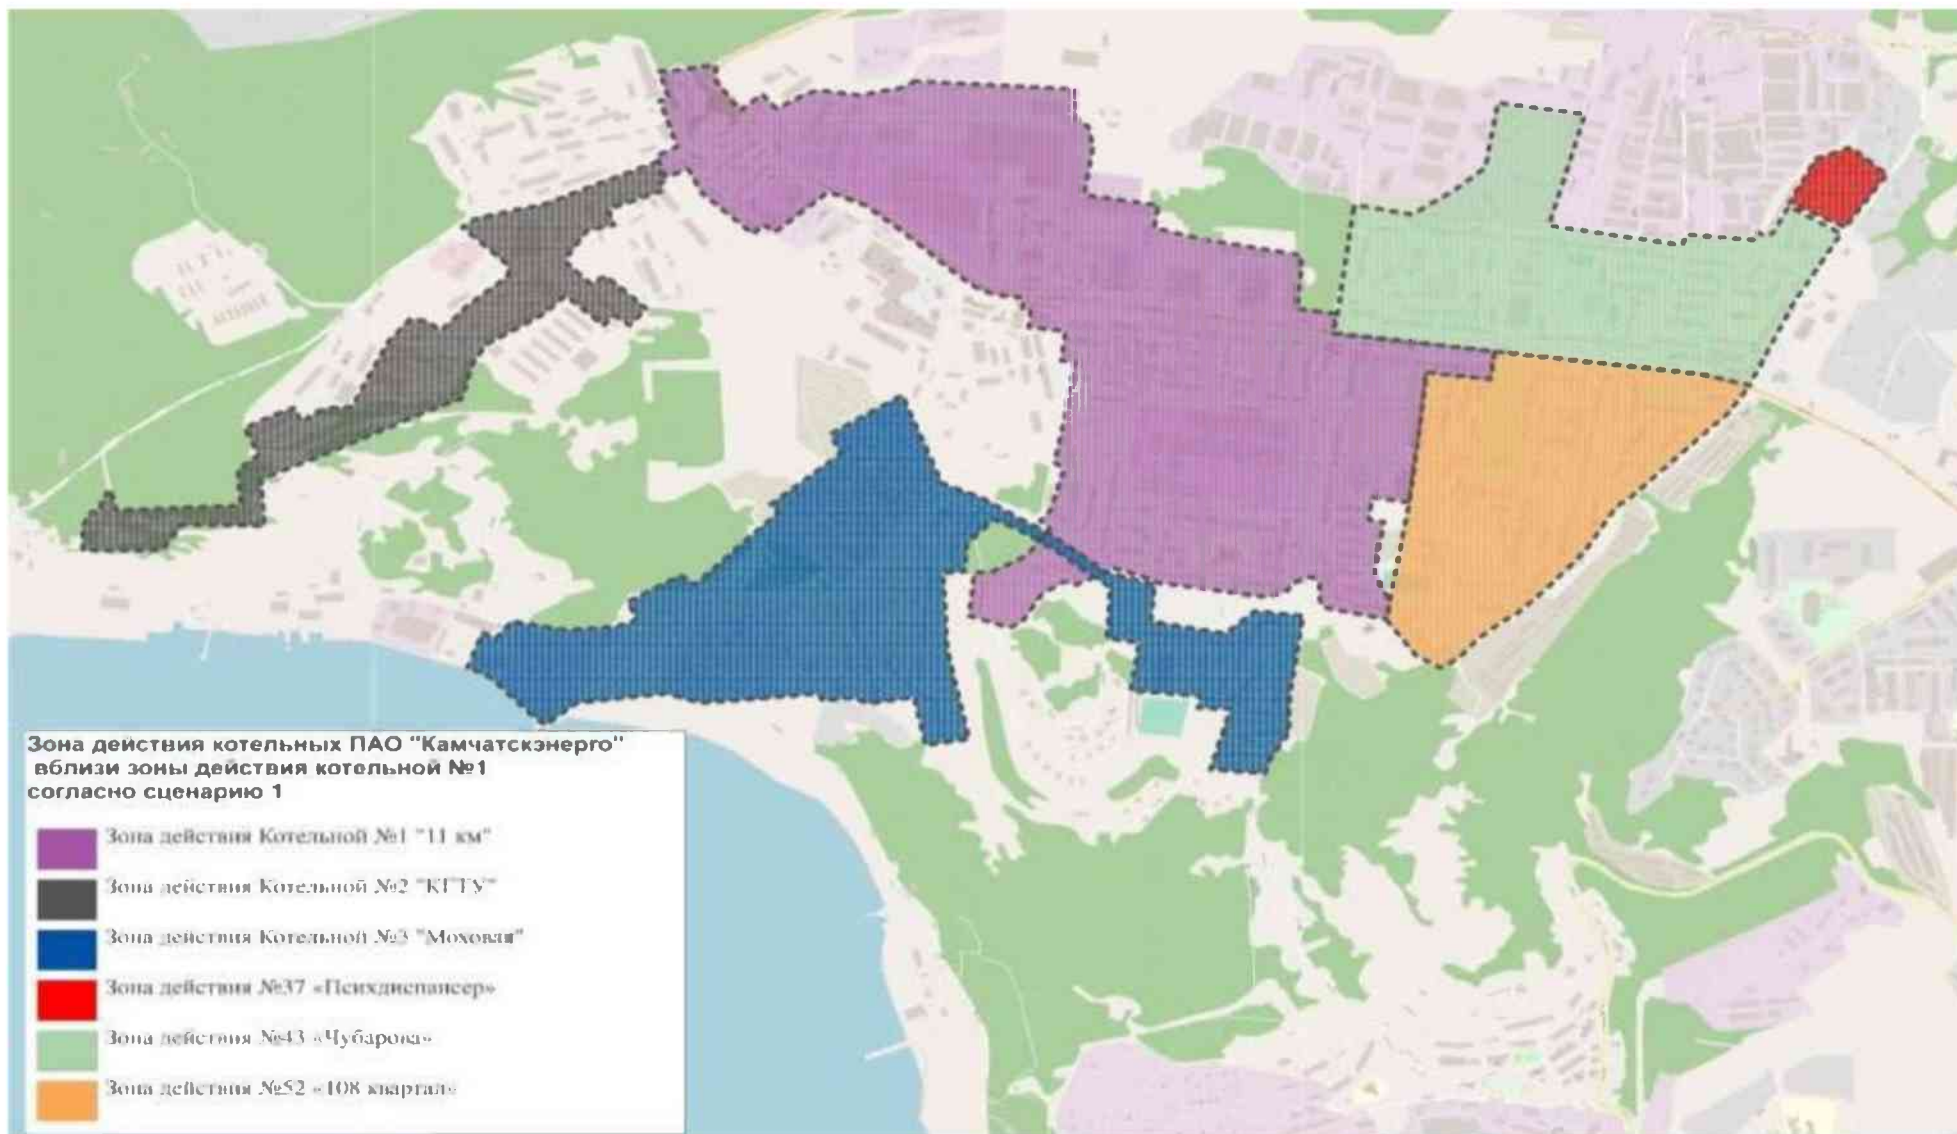 Зона действия котельных ПАО "Камчатскэнерго"
вблизи зоны действия котельной №1
согласно сценарию 1
Зона действия Котельной №1 "11 км"
Зона действия Котельной №2 "КГТУ"
Зона действия Котельной №3 "Моховая"
Зона действия №37 «Психдиспансер»
Зона действия №43 «Чубарова»
Зона действия №52 «108 квартал»